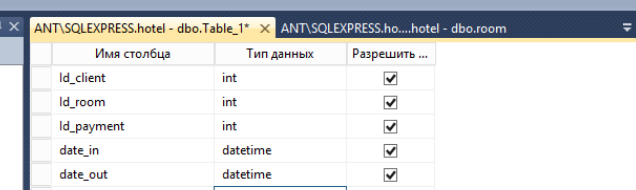 ANT\SQLEXPRESS.hotel - dbo.Table_1* ANT\SQLEXPRESS.ho....hotel - dbo.room
Имя столбца Тип данных Разрешить ...
Id_client int
Id_room int
Id_payment int
date_in datetime
date_out datetime